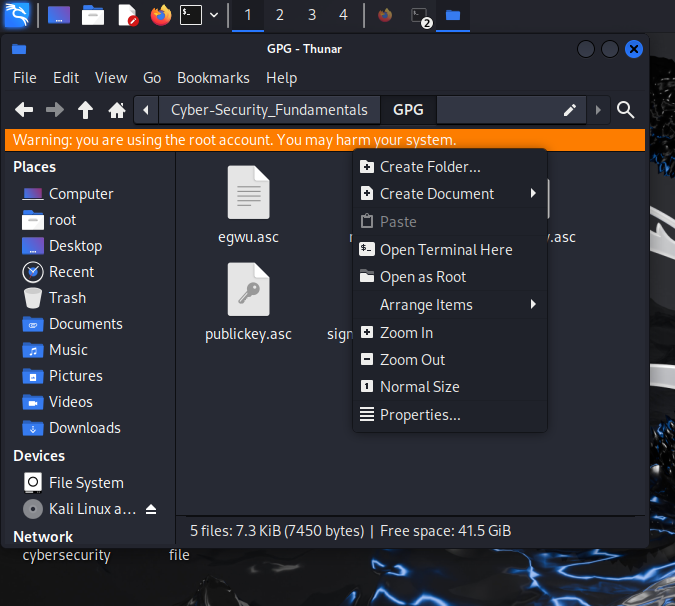 1 2 3 4 2
GPG - Thunar
File Edit View Go Bookmarks Help
Cyber-Security_Fundamentals GPG
Warning: you are using the root account. You may harm your system.
Places
Computer
root
Desktop
Recent
Trash
Documents
Music
Pictures
Videos
Downloads
Devices
File System
Kali Linux a...
Network
egwu.asc
.asc
publickey.asc
sign
Create Folder...
Create Document
Paste
Open Terminal Here
Open as Root
Arrange Items
Zoom In
Zoom Out
Normal Size
Properties...
5 files: 7.3 KiB (7450 bytes) | Free space: 41.5 GiB
cybersecurity file